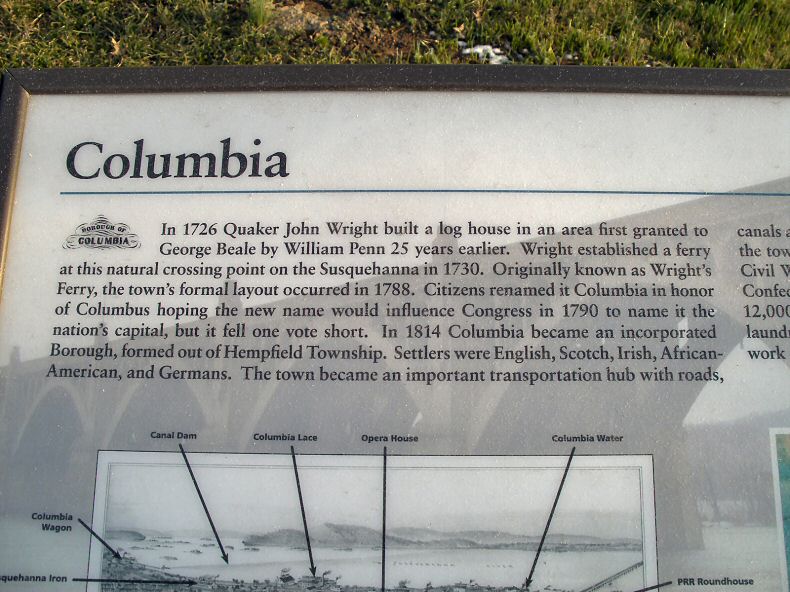 Columbia
BOROUGH OF
COLUMBIA
In 1726 Quaker John Wright built a log house in an area first granted to
George Beale by William Penn 25 years earlier. Wright established a ferry
at this natural crossing point on the Susquehanna in 1730. Originally known as Wright's
Ferry, the town's formal layout occurred in 1788. Citizens renamed it Columbia in honor
of Columbus hoping the new name would influence Congress in 1790 to name it the
nation's capital, but it fell one vote short. In 1814 Columbia became an incorporated
Borough, formed out of Hempfield Township. Settlers were English, Scotch, Irish, African-
American, and Germans. The town became an important transportation hub with roads,
canals a
the tow
Civil W
Confed
12,000
laund
work
Canal Dam
Columbia Lace
Opera House
Columbia Water
Columbia
Wagon
squehanna Iron
PRR Roundhouse